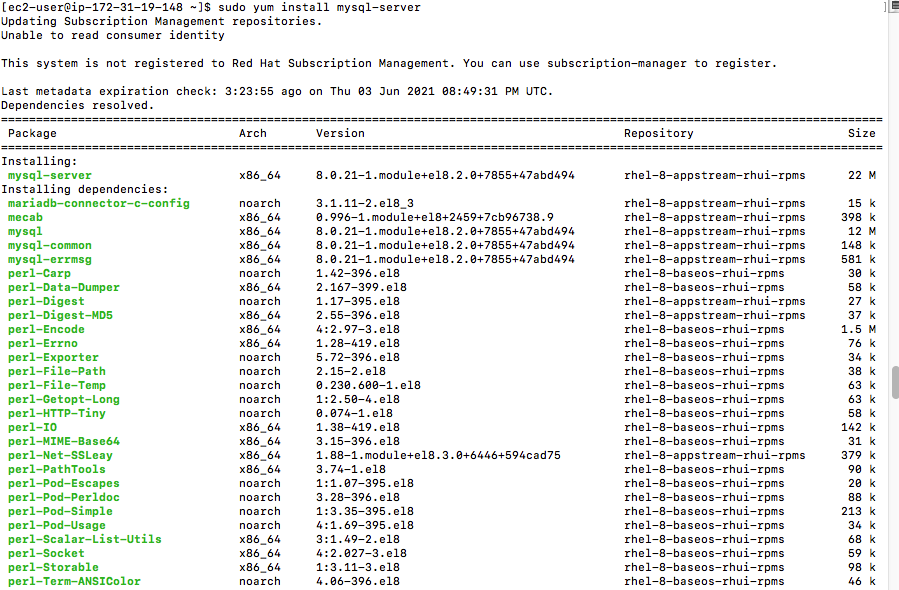 [ec2-user@ip-172-31-19-148 ~]$ sudo yum install mysql-server
Updating Subscription Management repositories.
Unable to read consumer identity

This system is not registered to Red Hat Subscription Management. You can use subscription-manager to register.

Last metadata expiration check: 3:23:55 ago on Thu 03 Jun 2021 08:49:31 PM UTC.
Dependencies resolved.
================================================================================
Package Arch Version Repository Size
================================================================================
Installing:
mysql-server x86_64 8.0.21-1.module+el8.2.0+7855+47abd494 rhel-8-appstream-rhui-rpms 22 M
Installing dependencies:
mariadb-connector-c-config noarch 3.1.11-2.el8_3 rhel-8-appstream-rhui-rpms 15 k
mecab x86_64 0.996-1.module+el8+2459+7cb96738.9 rhel-8-appstream-rhui-rpms 398 k
mysql x86_64 8.0.21-1.module+el8.2.0+7855+47abd494 rhel-8-appstream-rhui-rpms 12 M
mysql-common x86_64 8.0.21-1.module+el8.2.0+7855+47abd494 rhel-8-appstream-rhui-rpms 148 k
mysql-errmsg x86_64 8.0.21-1.module+el8.2.0+7855+47abd494 rhel-8-appstream-rhui-rpms 581 k
perl-Carp noarch 1.42-396.el8 rhel-8-baseos-rhui-rpms 30 k
perl-Data-Dumper x86_64 2.167-399.el8 rhel-8-baseos-rhui-rpms 58 k
perl-Digest noarch 1.17-395.el8 rhel-8-appstream-rhui-rpms 27 k
perl-Digest-MD5 x86_64 2.55-396.el8 rhel-8-appstream-rhui-rpms 37 k
perl-Encode x86_64 4:2.97-3.el8 rhel-8-baseos-rhui-rpms 1.5 M
perl-Errno x86_64 1.28-419.el8 rhel-8-baseos-rhui-rpms 76 k
perl-Exporter noarch 5.72-396.el8 rhel-8-baseos-rhui-rpms 34 k
perl-File-Path noarch 2.15-2.el8 rhel-8-baseos-rhui-rpms 38 k
perl-File-Temp noarch 0.230.600-1.el8 rhel-8-baseos-rhui-rpms 63 k
perl-Getopt-Long noarch 1:2.50-4.el8 rhel-8-baseos-rhui-rpms 63 k
perl-HTTP-Tiny noarch 0.074-1.el8 rhel-8-baseos-rhui-rpms 58 k
perl-IO x86_64 1.38-419.el8 rhel-8-baseos-rhui-rpms 142 k
perl-MIME-Base64 x86_64 3.15-396.el8 rhel-8-baseos-rhui-rpms 31 k
perl-Net-SSLeay x86_64 1.88-1.module+el8.3.0+6446+594cad75 rhel-8-appstream-rhui-rpms 379 k
perl-PathTools x86_64 3.74-1.el8 rhel-8-baseos-rhui-rpms 90 k
perl-Pod-Escapes noarch 1:1.07-395.el8 rhel-8-baseos-rhui-rpms 20 k
perl-Pod-Perldoc noarch 3.28-396.el8 rhel-8-baseos-rhui-rpms 88 k
perl-Pod-Simple noarch 1:3.35-395.el8 rhel-8-baseos-rhui-rpms 213 k
perl-Pod-Usage noarch 4:1.69-395.el8 rhel-8-baseos-rhui-rpms 34 k
perl-Scalar-List-Utils x86_64 3:1.49-2.el8 rhel-8-baseos-rhui-rpms 68 k
perl-Socket x86_64 4:2.027-3.el8 rhel-8-baseos-rhui-rpms 59 k
perl-Storable x86_64 1:3.11-3.el8 rhel-8-baseos-rhui-rpms 98 k
perl-Term-ANSIColor noarch 4.06-396.el8 rhel-8-baseos-rhui-rpms 46 k